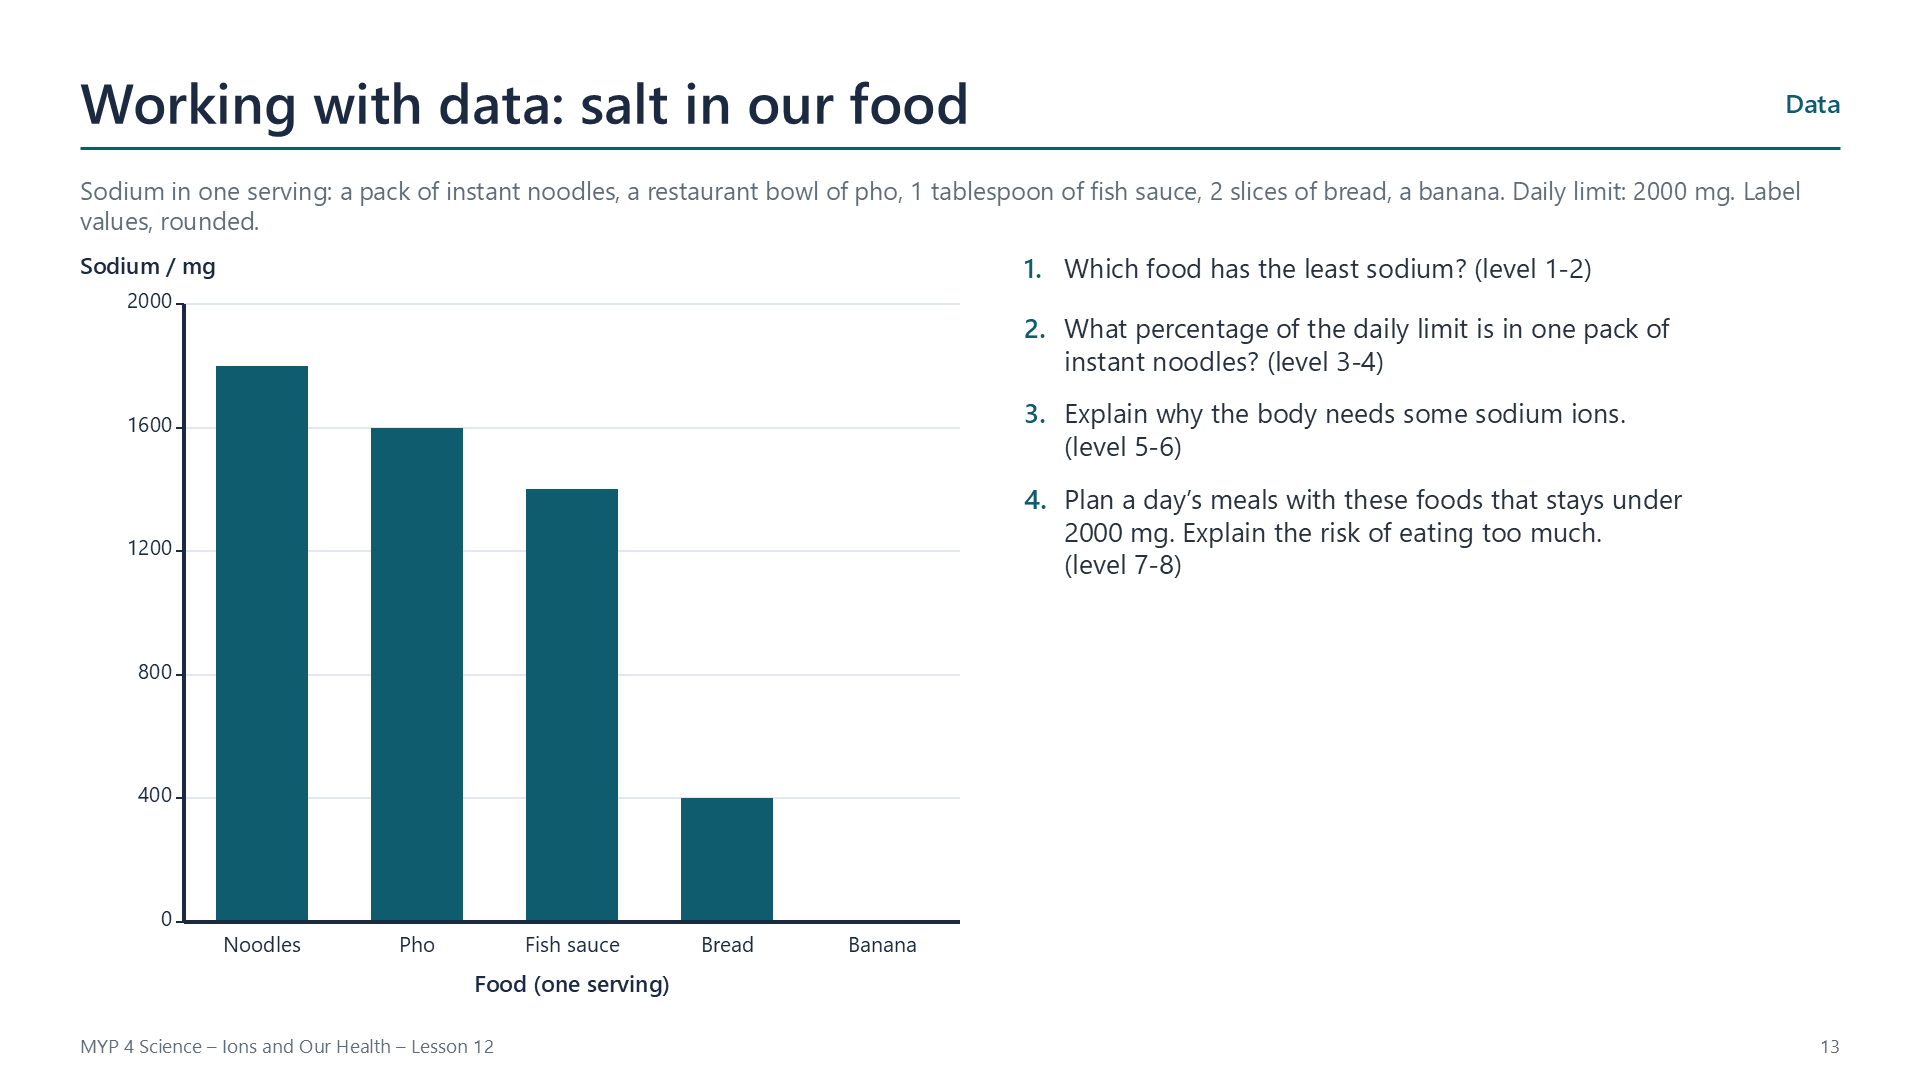 Working with data: salt in our food
Data
Sodium in one serving: a pack of instant noodles, a restaurant bowl of pho, 1 tablespoon of fish sauce, 2 slices of bread, a banana. Daily limit: 2000 mg. Label
values, rounded.
Sodium / mg
2000
1600
1200
800
400
0
Noodles
Pho
Fish sauce
Bread
Banana
Food (one serving)
1. Which food has the least sodium? (level 1-2)
2. What percentage of the daily limit is in one pack of
instant noodles? (level 3-4)
3. Explain why the body needs some sodium ions.
(level 5-6)
4. Plan a day’s meals with these foods that stays under
2000 mg. Explain the risk of eating too much.
(level 7-8)
MYP 4 Science – Ions and Our Health – Lesson 12
13